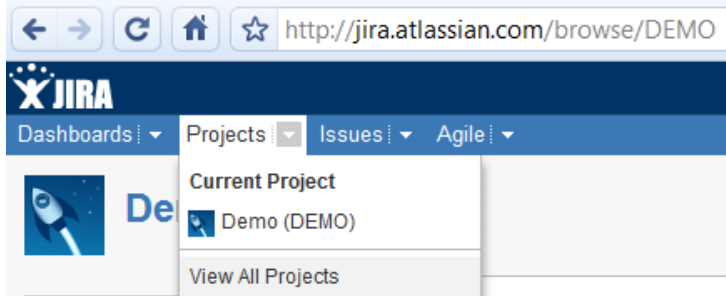 http://jira.atlassian.com/browse/DEMO
JIRA
Dashboards Projects Issues Agile
Current Project
Demo (DEMO)
View All Projects